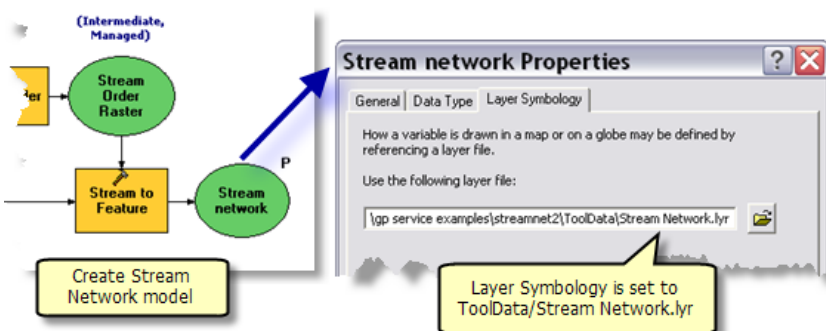 (Intermediate,
Managed)
Stream
Order
Raster
Stream to
Feature
Stream
network
P
Create Stream
Network model
Stream network Properties
General
Data Type
Layer Symbology
How a variable is drawn in a map or on a globe may be defined by
referencing a layer file.
Use the following layer file:
\gp service examples\streamnet2\ToolData\Stream Network.lyr
Layer Symbology is set to
ToolData/Stream Network.lyr